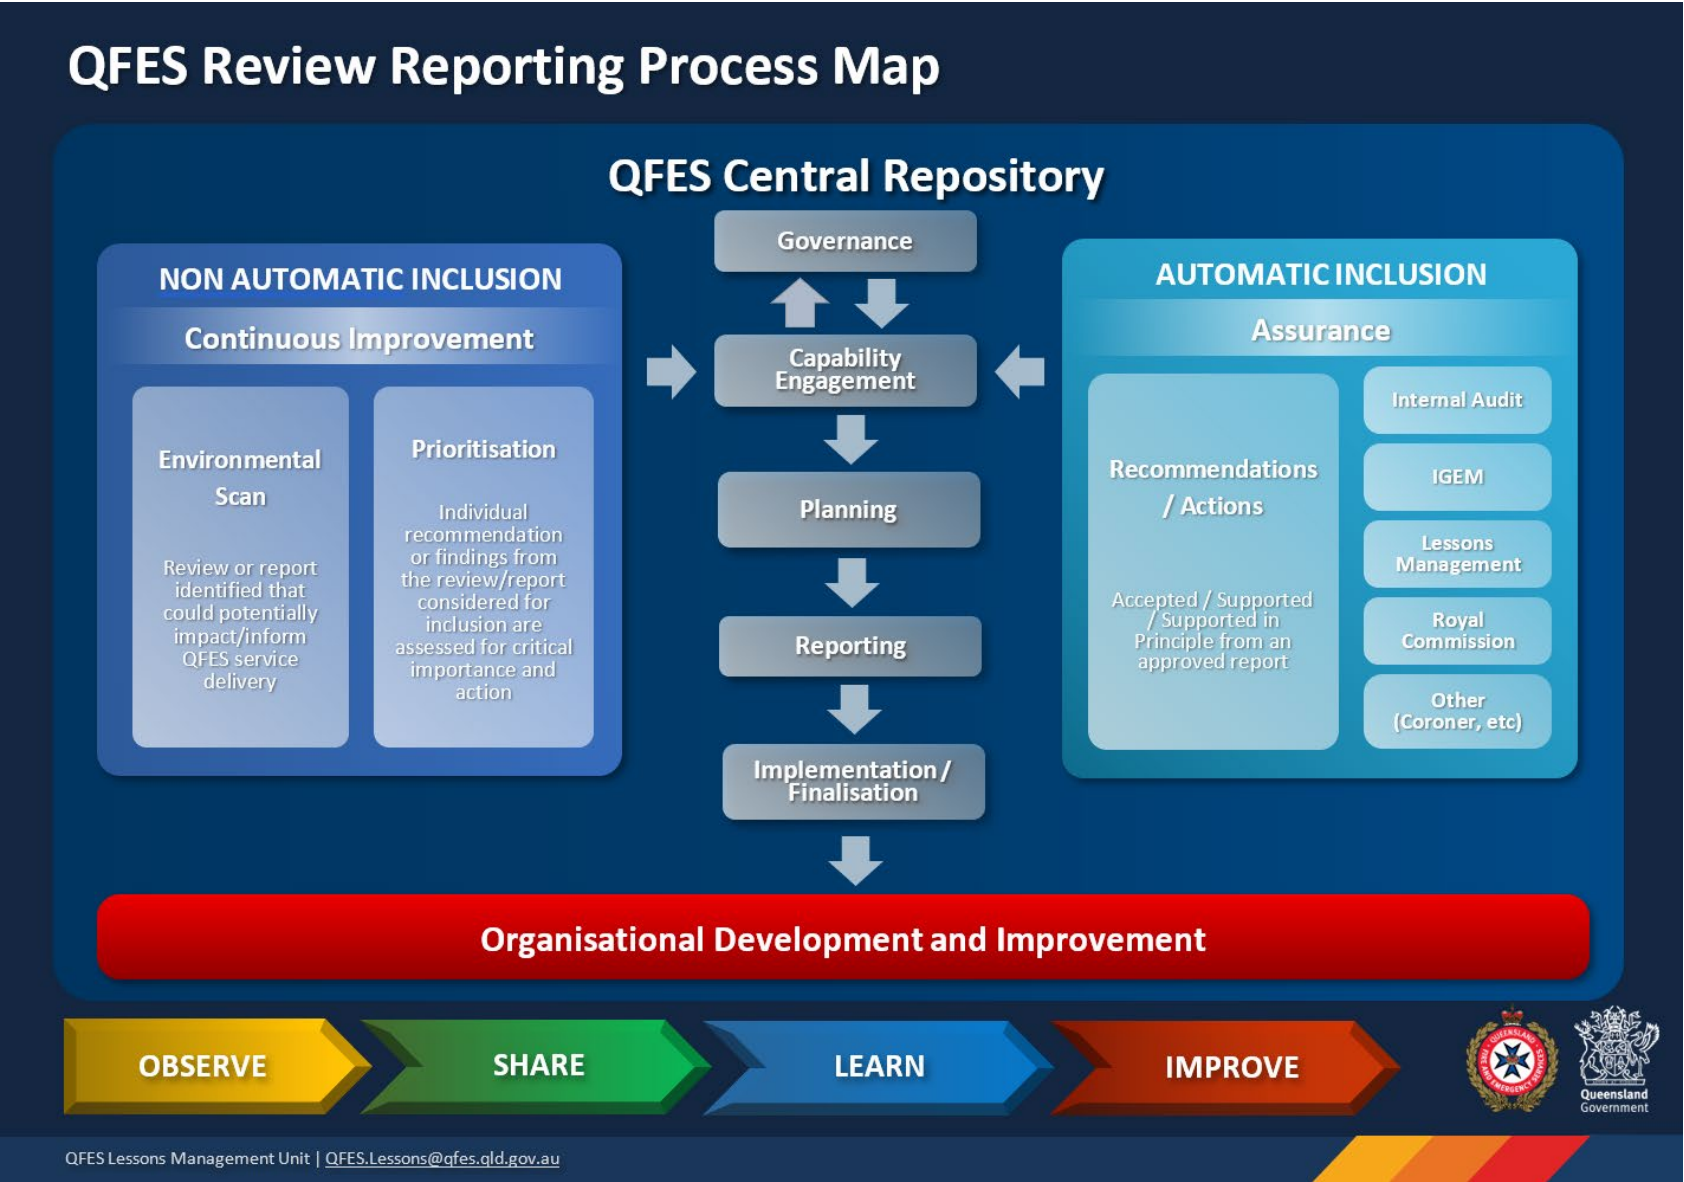 QFES Review Reporting Process Map
QFES Central Repository
NON AUTOMATIC INCLUSION
Continuous Improvement
Environmental
Scan
Review or report
identified that
could potentially
impact/inform
QFES service
delivery
Prioritisation
Individual
recommendation
or findings from
the review/report
considered for
inclusion are
assessed for critical
importance and
action
Governance
Capability
Engagement
Planning
Reporting
Implementation /
Finalisation
AUTOMATIC INCLUSION
Assurance
Recommendations
/ Actions
Accepted / Supported
/ Supported in
Principle from an
approved report
Internal Audit
IGEM
Lessons
Management
Royal
Commission
Other
(Coroner, etc)
Organisational Development and Improvement
OBSERVE
SHARE
LEARN
IMPROVE
QUEENSLAND
FIRE AND EMERGENCY SERVICES
Queensland
Government
QFES Lessons Management Unit | QFES.Lessons@qfes.qld.gov.au